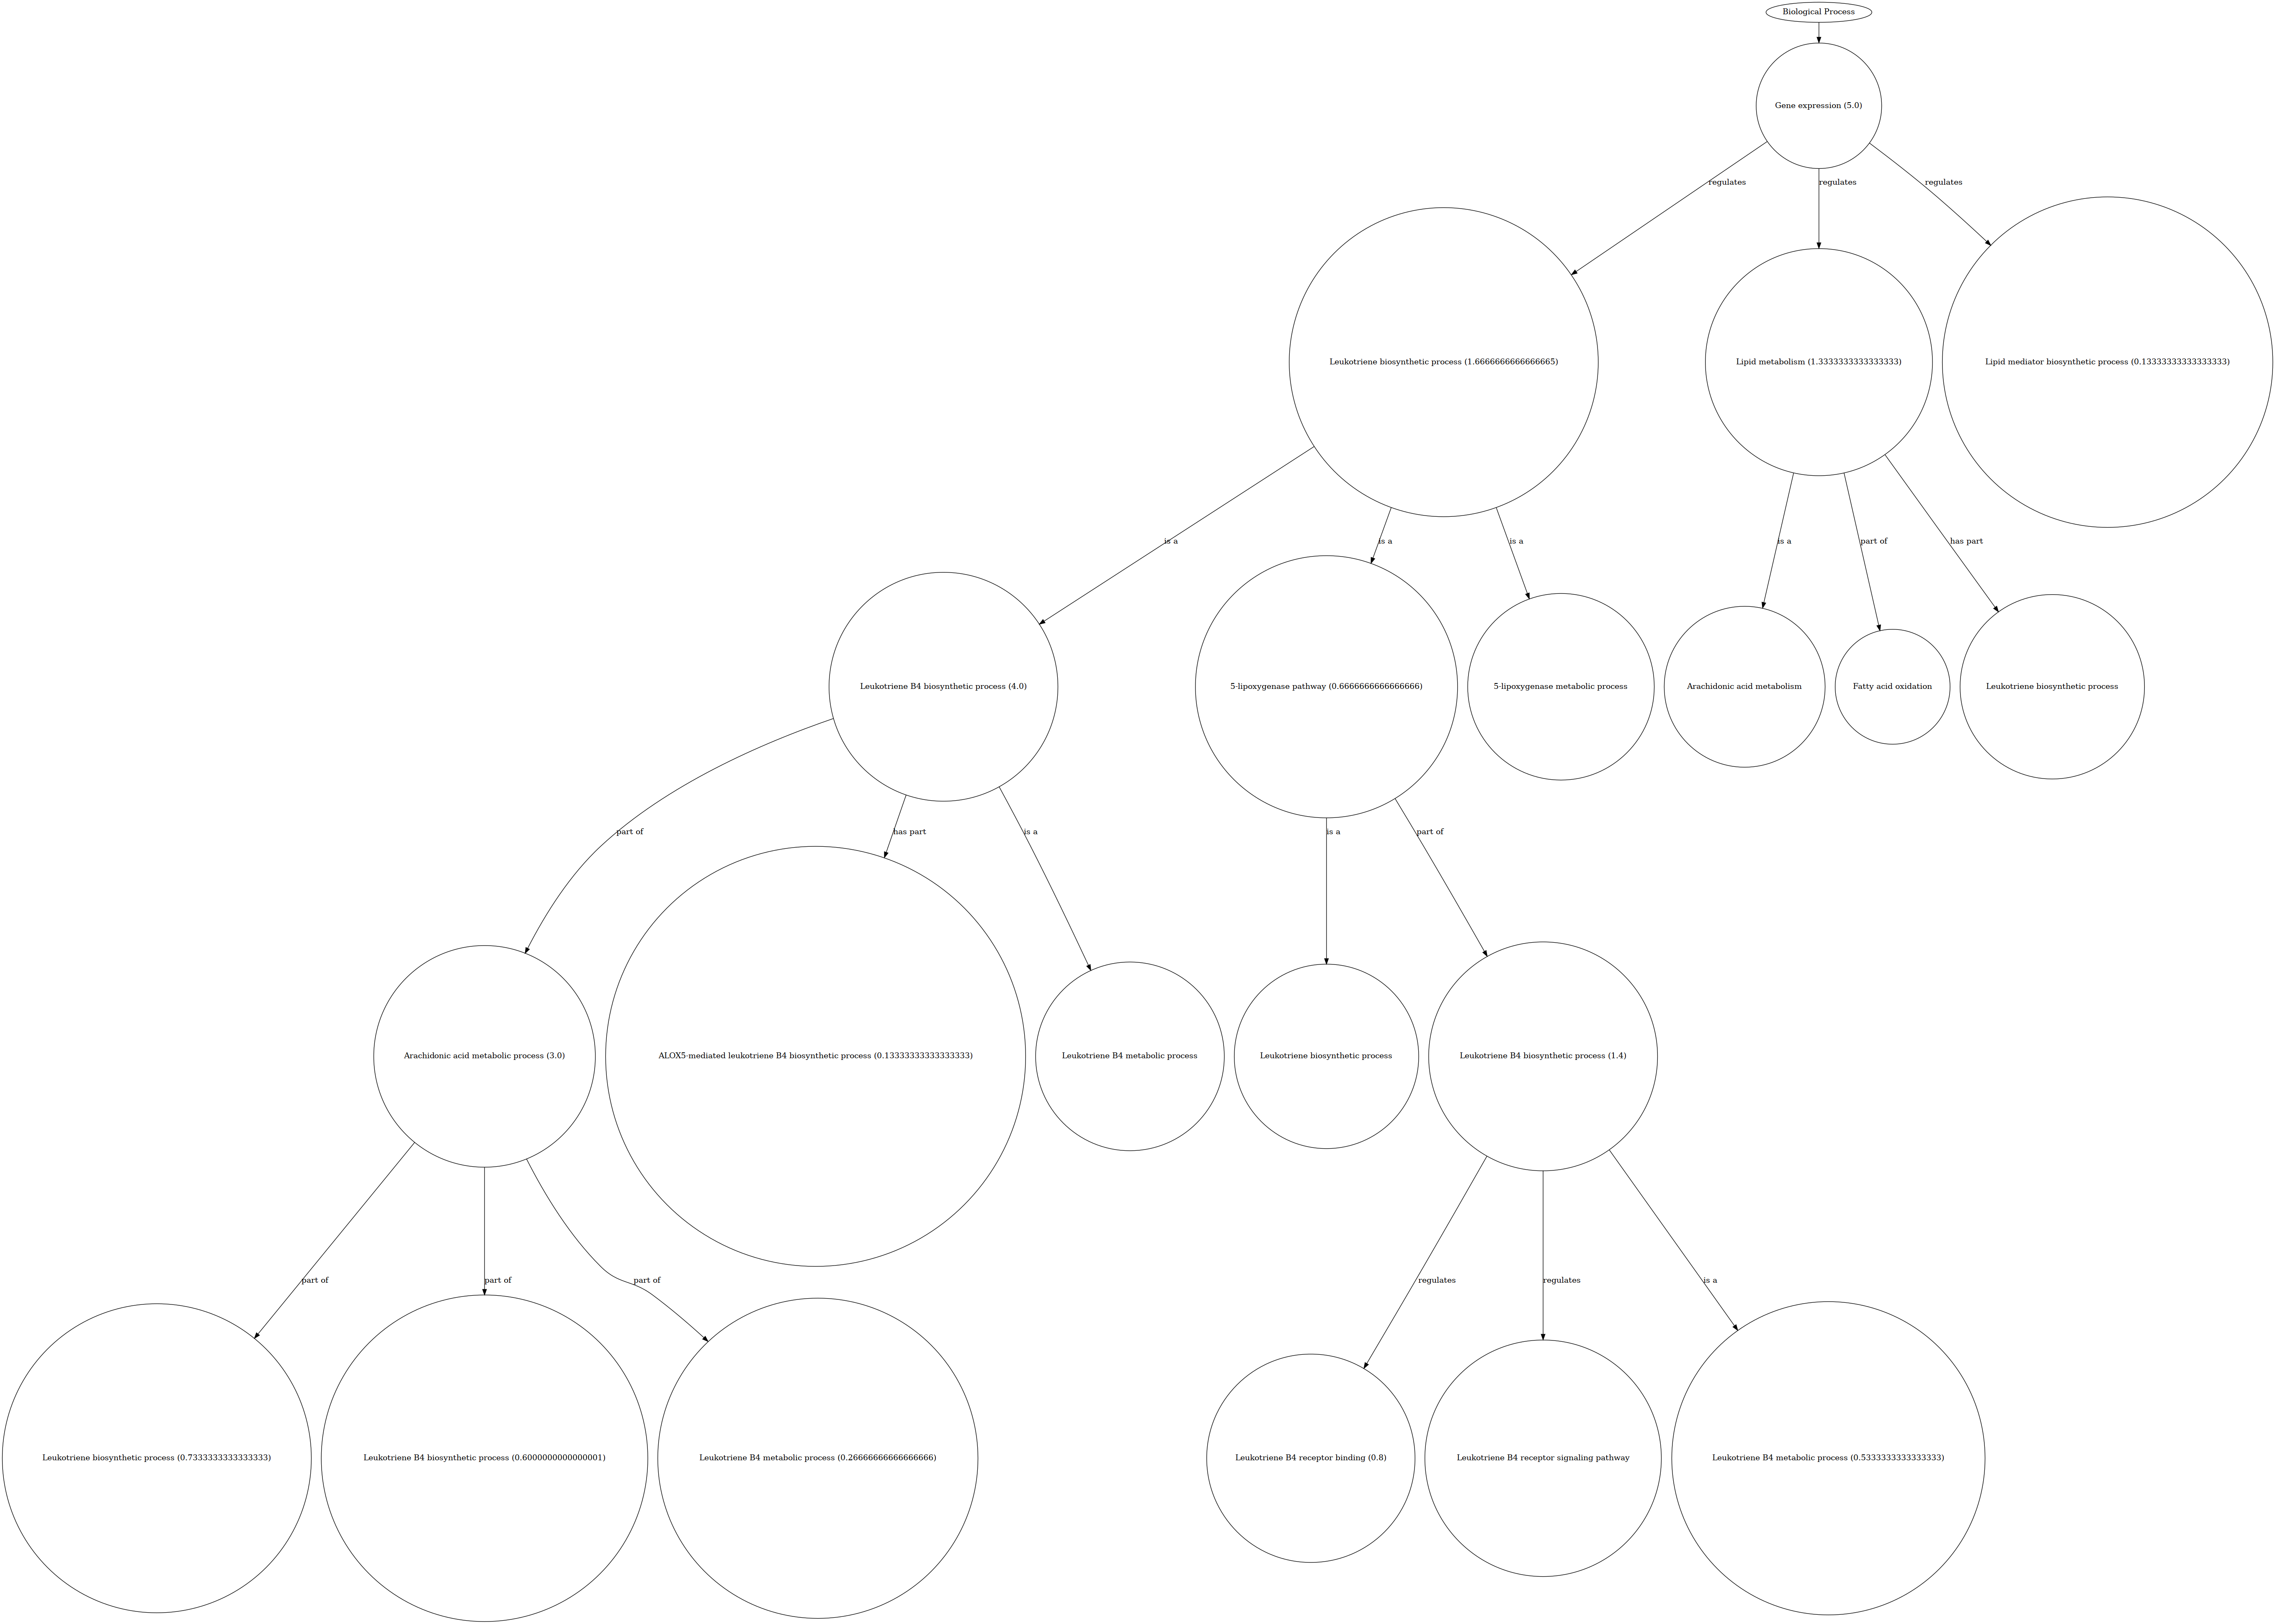 Biological Process
Gene expression (5.0)
regulates
regulates
regulates
Leukotriene biosynthetic process (1.6666666666666665)
Lipid metabolism (1.3333333333333333)
Lipid mediator biosynthetic process (0.13333333333333333)
is a
is a
is a
is a
part of
has part
Leukotriene B4 biosynthetic process (4.0)
5-lipoxygenase pathway (0.6666666666666666)
5-lipoxygenase metabolic process
Arachidonic acid metabolism
Fatty acid oxidation
Leukotriene biosynthetic process
part of
has part
is a
is a
part of
Arachidonic acid metabolic process (3.0)
ALOX5-mediated leukotriene B4 biosynthetic process (0.13333333333333333)
Leukotriene B4 metabolic process
Leukotriene biosynthetic process
Leukotriene B4 biosynthetic process (1.4)
part of
part of
part of
regulates
regulates
is a
Leukotriene biosynthetic process (0.7333333333333333)
Leukotriene B4 biosynthetic process (0.6000000000000001)
Leukotriene B4 metabolic process (0.26666666666666666)
Leukotriene B4 receptor binding (0.8)
Leukotriene B4 receptor signaling pathway
Leukotriene B4 metabolic process (0.5333333333333333)